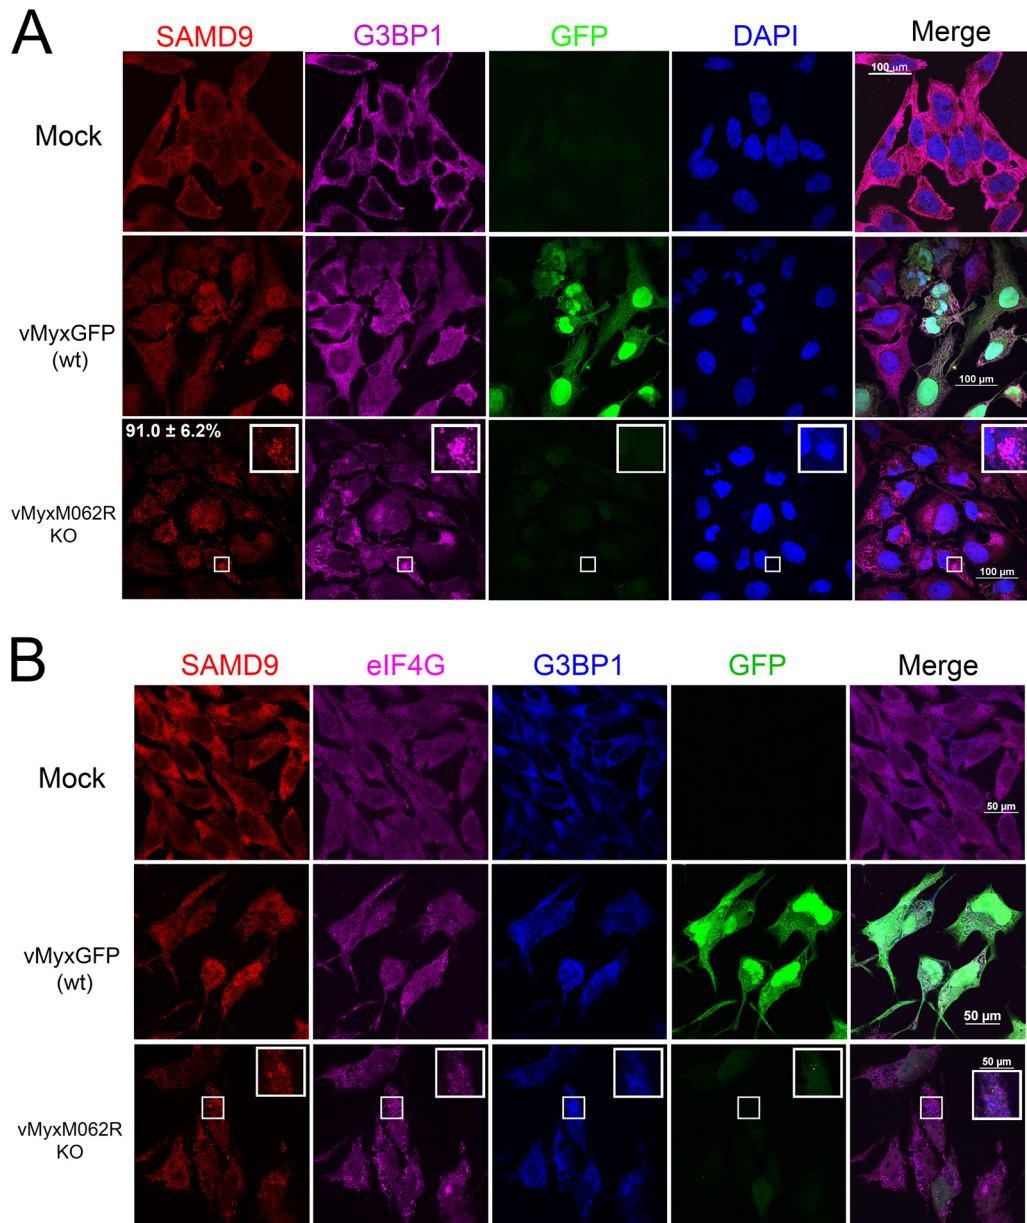 A
SAMD9 G3BP1 GFP DAPI Merge
Mock
100 μm
vMyxGFP
(wt)
100 μm
91.0 ± 6.2%
vMyxM062R
KO
100 μm
B
SAMD9 eIF4G G3BP1 GFP Merge
Mock
50 μm
vMyxGFP
(wt)
50 μm
50 μm
vMyxM062R
KO